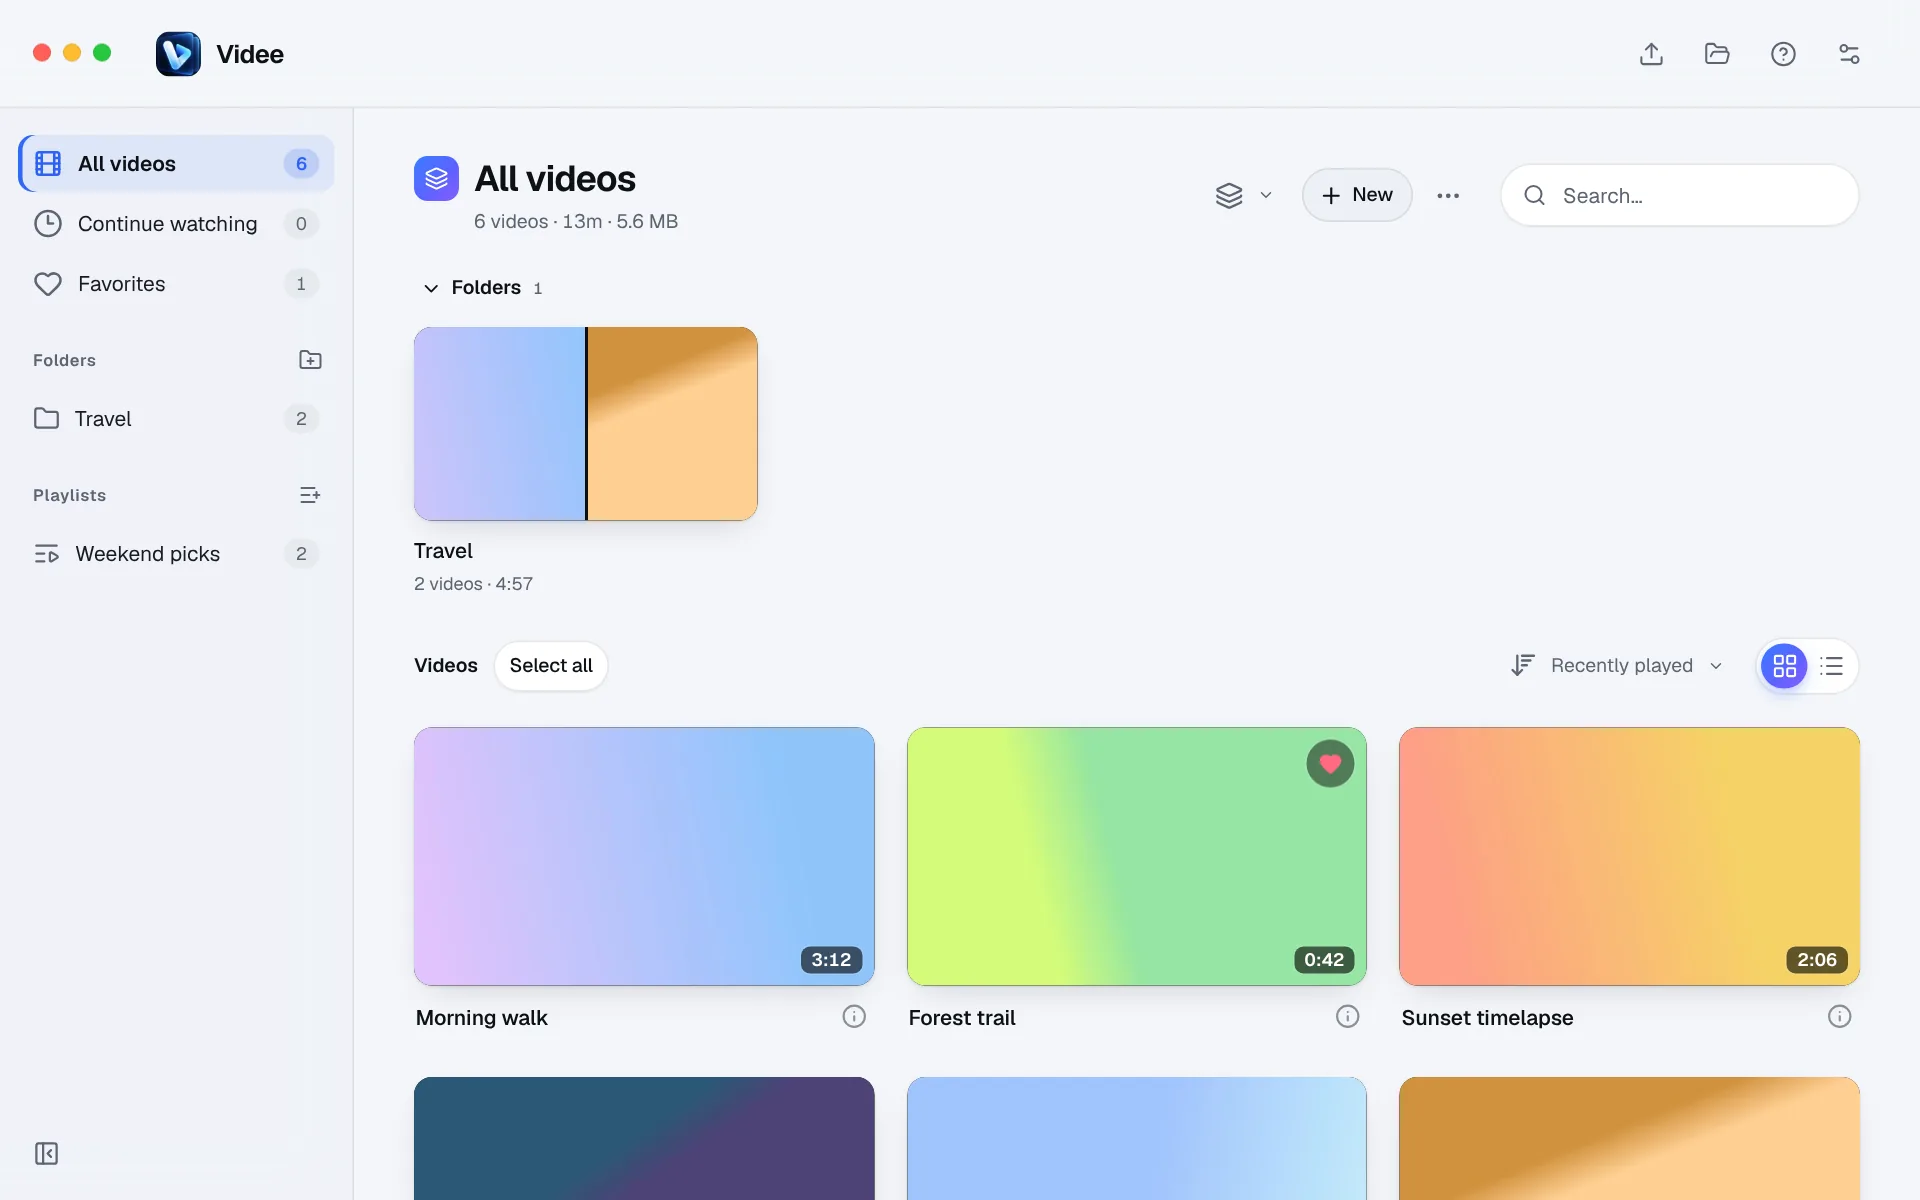 Videe
All videos 6
Continue watching 0
Favorites 1
Folders
Travel 2
Playlists
Weekend picks 2
All videos
6 videos · 13m · 5.6 MB
New
Search...
Folders 1
Travel
2 videos · 4:57
Videos
Select all
Recently played
3:12
0:42
2:06
Morning walk
Forest trail
Sunset timelapse